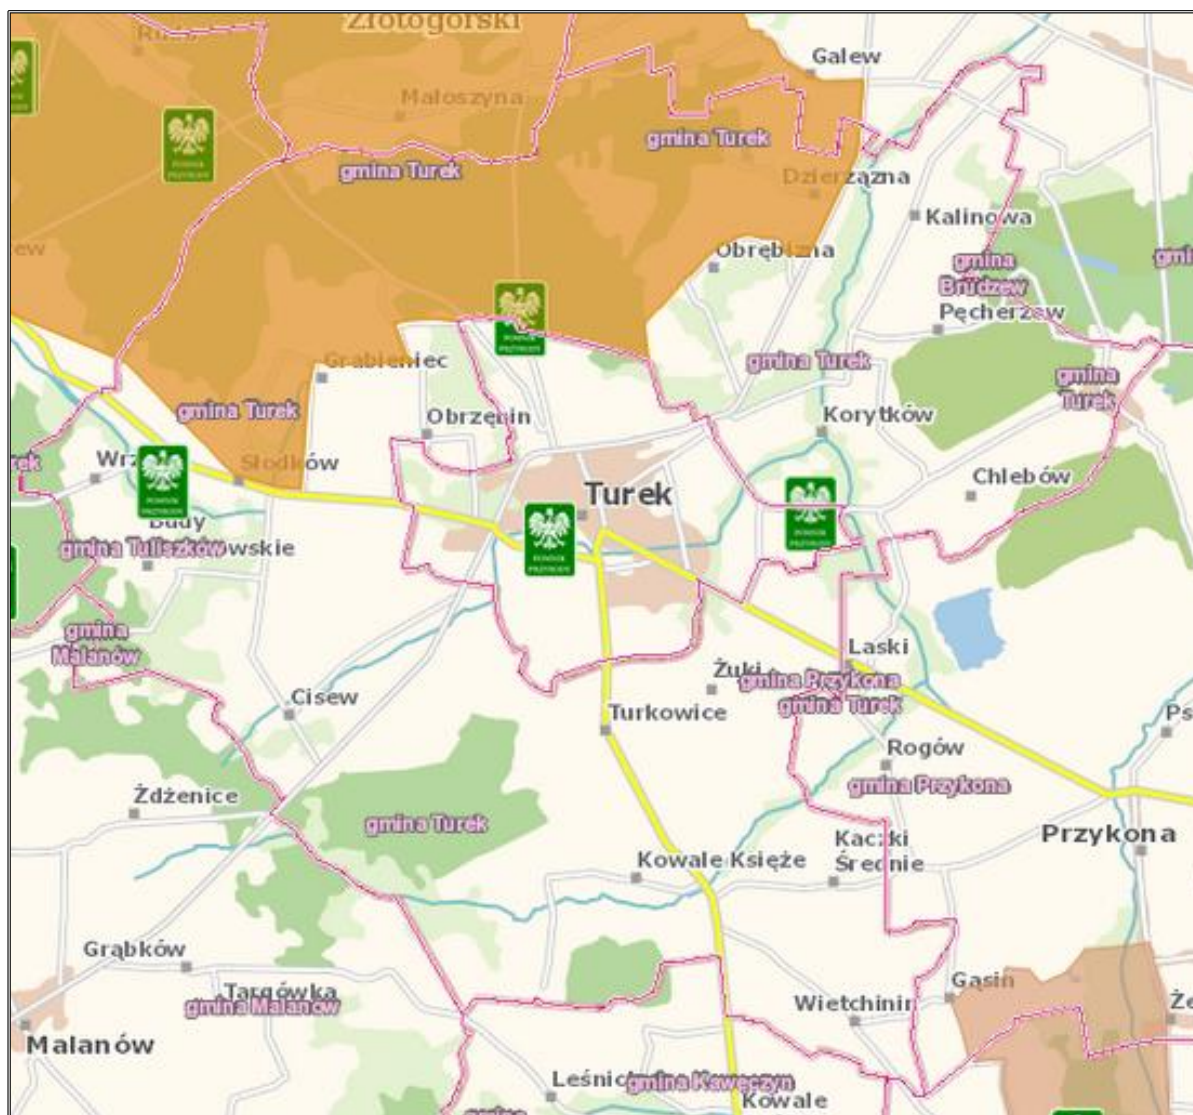 Złotogórski
Galew
Małoszyna
gmina Turek
gmina Turek
Dzierzązna
Kalinowa
Obrębizna
gmina
Brudzew
Pęcherzew
gmina Turek
Grabieniec
gmina
Turek
gmina Turek
Obrzębin
Korytków
Słodków
Chlebów
Turek
POMNIK
PRZYRODY
gmina Tuliszków
gmina
Malanów
Laski
Żuki
gmina Przykona
gmina Turek
Cisew
Turkowice
Rogów
gmina Przykona
Żdżenice
gmina Turek
Kaczki
Średnie
Przykona
Kowale Księże
Grąbków
Gąsin
Targówka
gmina Malanów
Wietchinin
Malanów
gmina Kawęczyn
Kowale